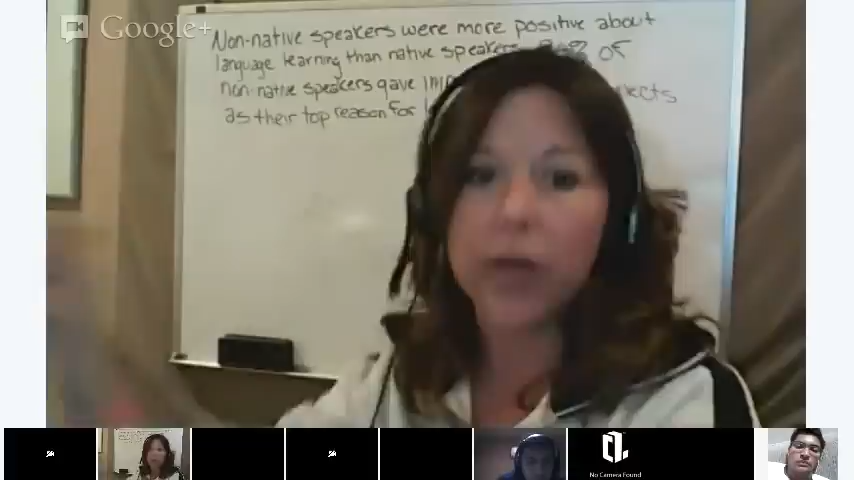 Google+
Non-native speakers were more positive about
language learning than native speakers. of
non-native speakers gave
as their top reason for
No Camera Found